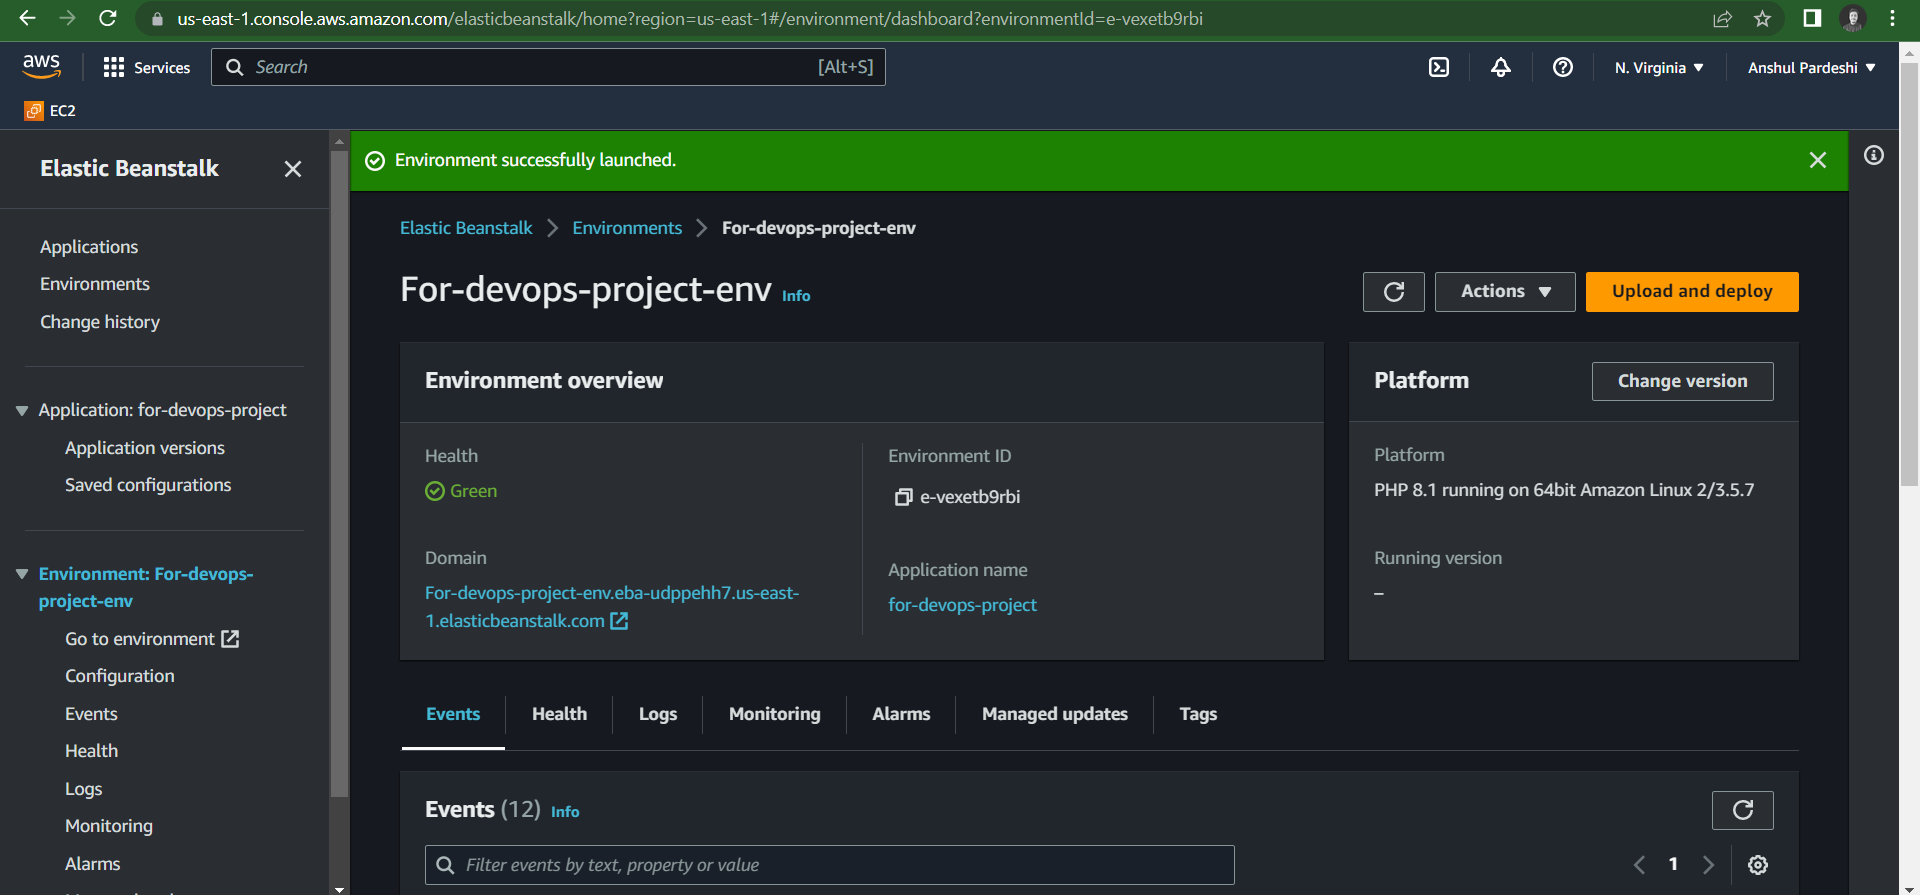 us-east-1.console.aws.amazon.com/elasticbeanstalk/home?region=us-east-1#/environment/dashboard?environmentId=e-vexetb9rbi
aws
Services
Search
[Alt+S]
N. Virginia
Anshul Pardeshi
EC2
Elastic Beanstalk
Applications
Environments
Change history
Application: for-devops-project
Application versions
Saved configurations
Environment: For-devops-
project-env
Go to environment
Configuration
Events
Health
Logs
Monitoring
Alarms
Environment successfully launched.
Elastic Beanstalk
Environments
For-devops-project-env
For-devops-project-env Info
Actions
Upload and deploy
Environment overview
Health
Green
Domain
For-devops-project-env.eba-udppehh7.us-east-
1.elasticbeanstalk.com
Environment ID
e-vexetb9rbi
Application name
for-devops-project
Platform
Change version
Platform
PHP 8.1 running on 64bit Amazon Linux 2/3.5.7
Running version
–
Events
Health
Logs
Monitoring
Alarms
Managed updates
Tags
Events (12) Info
Filter events by text, property or value
1